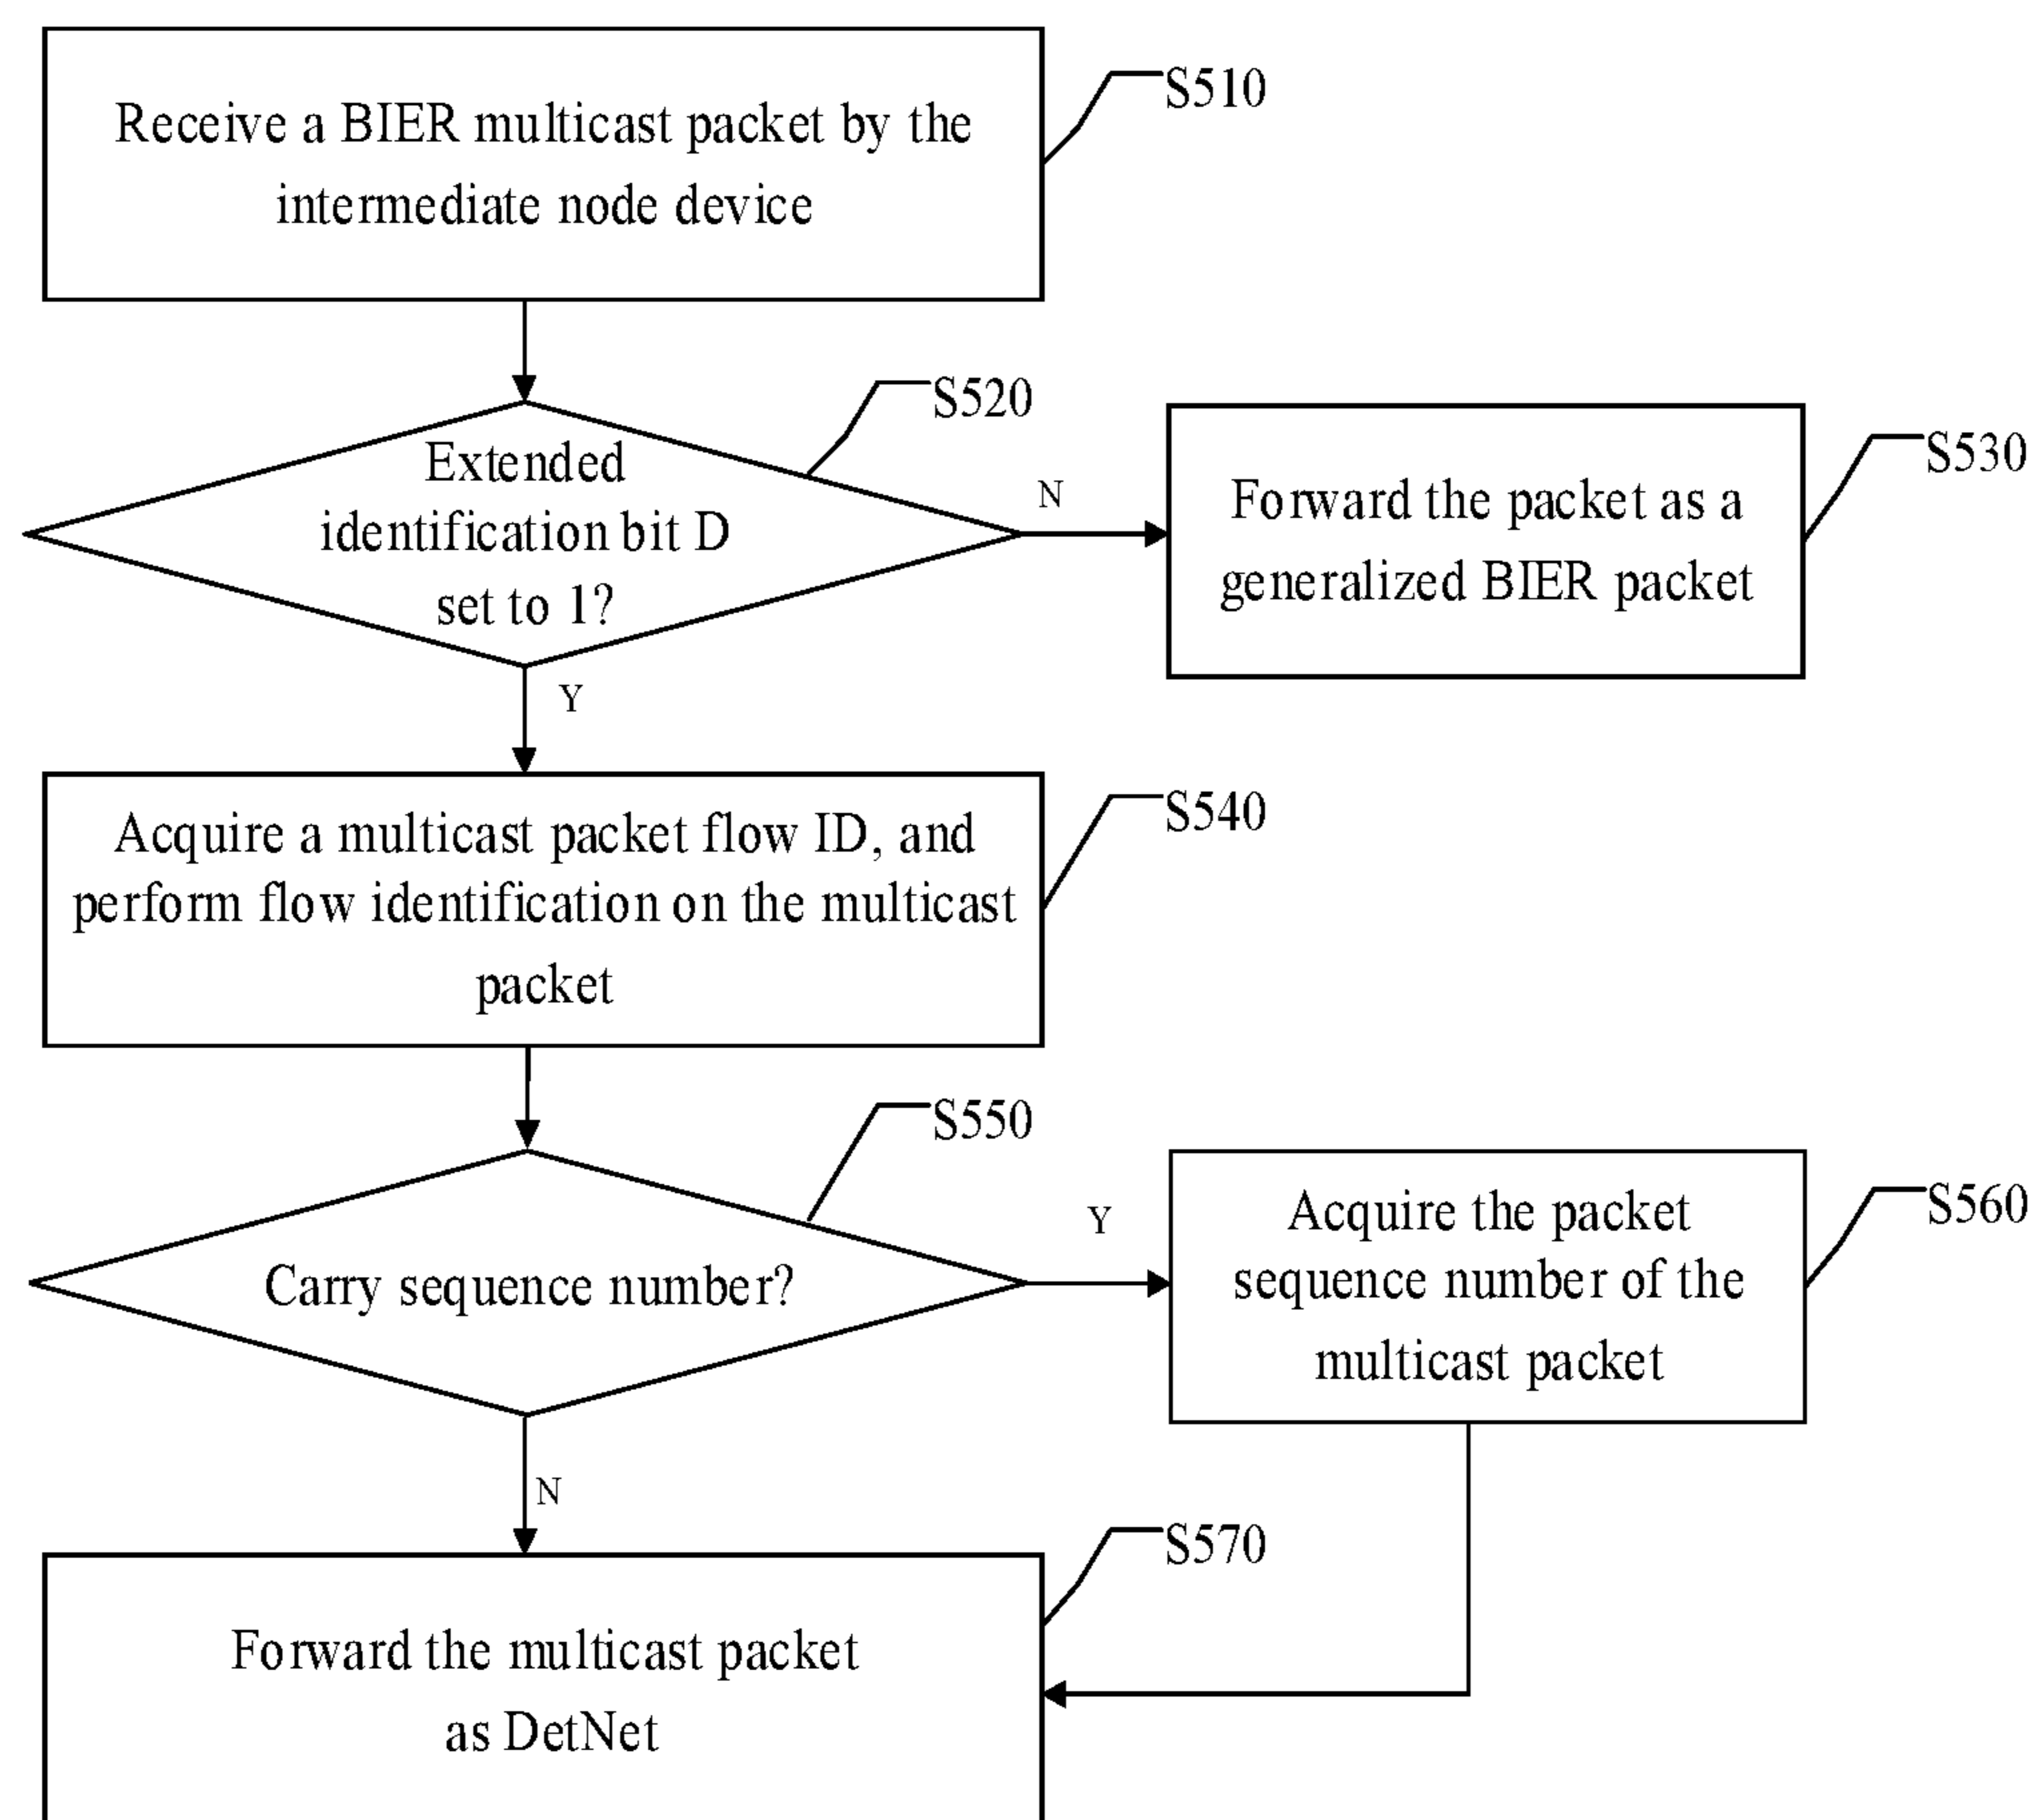 Receive a BIER multicast packet by the
intermediate node device
S510
Extended
identification bit D
set to 1?
S520
N
Forward the packet as a
generalized BIER packet
S530
Y
Acquire a multicast packet flow ID, and
perform flow identification on the multicast
packet
S540
Carry sequence number?
S550
Y
Acquire the packet
sequence number of the
multicast packet
S560
N
Forward the multicast packet
as DetNet
S570